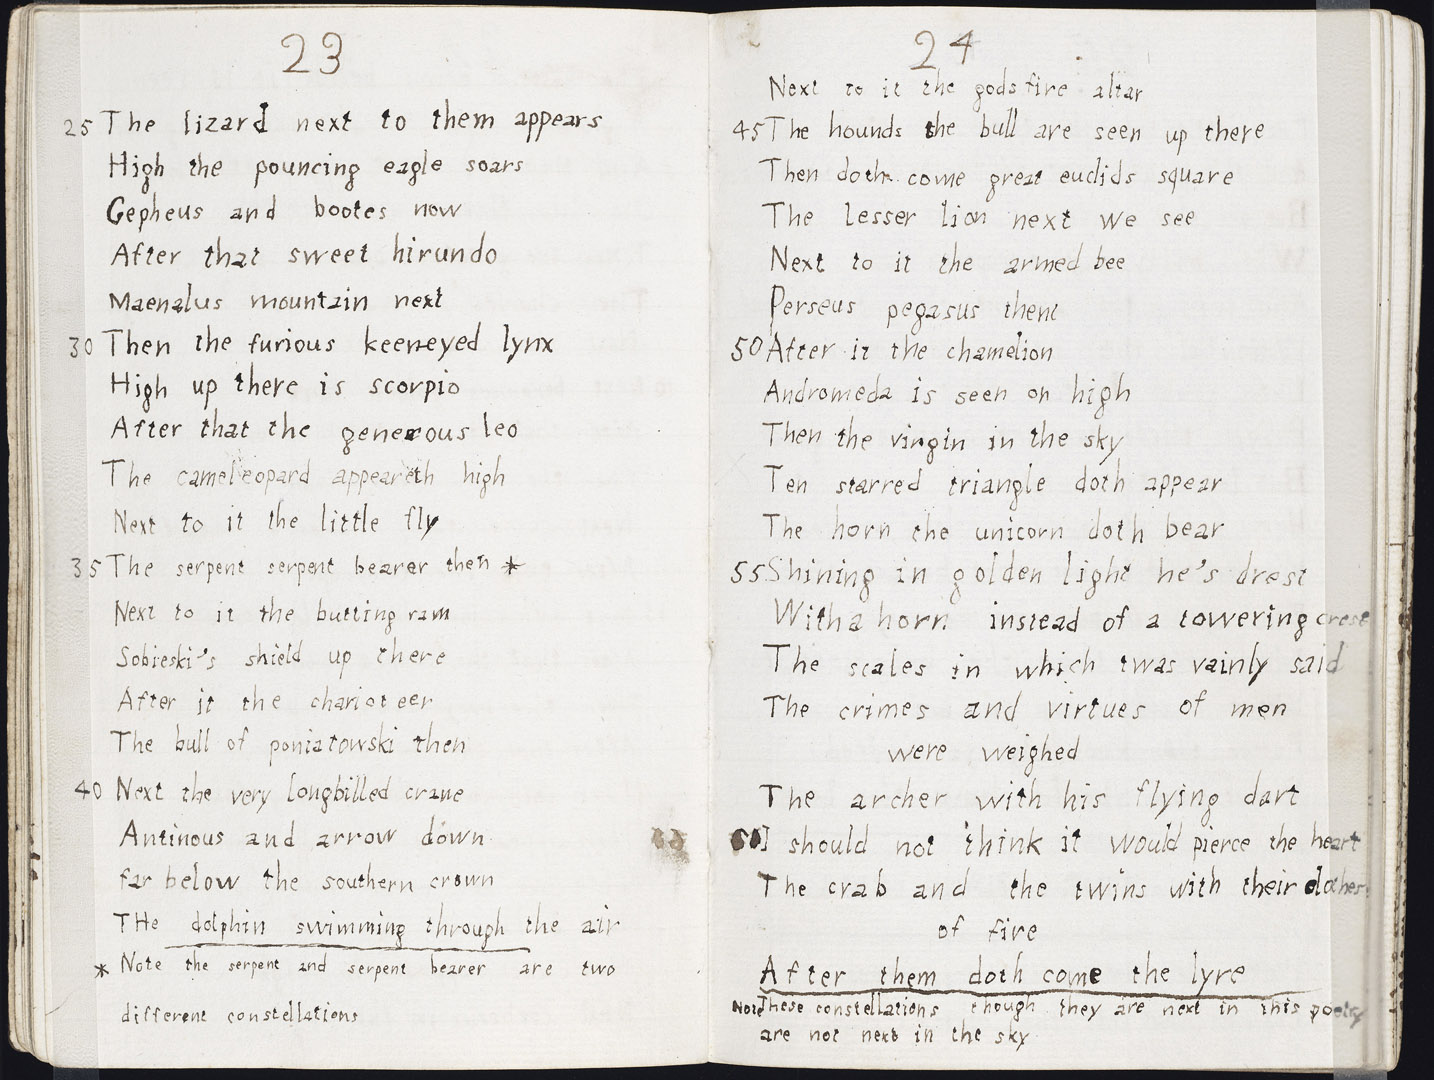 23
25 The lizard next to them appears
High the pouncing eagle soars
Gepheus and bootes now
After that sweet hirundo
Maenalus mountain next
30 Then the furious keeneyed lynx
High up there is scorpio
After that the generous leo
The cameleopard appeareth high
Next to it the little fly
35 The serpent serpent bearer then *
Next to it the butting ram
Sobieski's shield up there
After it the charioteer
The bull of poniatowski then
40 Next the very longbilled crane
Antinous and arrow down
far below the southern crown
THe dolphin swimming through the air
* Note the serpent and serpent bearer are two
different constellations
24
Next to it the gods fire altar
45 The hounds the bull are seen up there
Then doth come great euclids square
The lesser lion next we see
Next to it the armed bee
Perseus pegasus then
50 After it the chamelion
Andromeda is seen on high
Then the virgin in the sky
Ten starred triangle doth appear
The horn the unicorn doth bear
55 Shining in golden light he's drest
With a horn instead of a towering crest
The scales in which twas vainly said
The crimes and virtues of men
were weighed
The archer with his flying dart
60 I should not think it would pierce the heart
The crab and the twins with their clothes
of fire
After them doth come the lyre
Note These constellations though they are next in this poetry
are not next in the sky